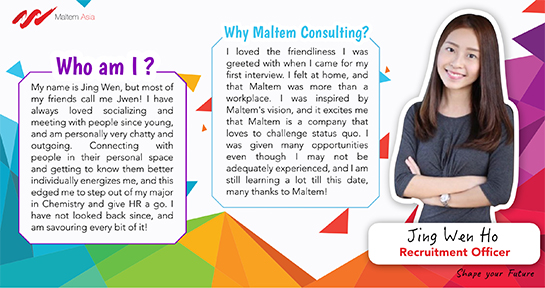 Maltem Asia
Who am I ?
My name is Jing Wen, but most of
my friends call me Jwen! I have
always loved socializing and
meeting with people since young,
and am personally very chatty and
outgoing. Connecting with
people in their personal space
and getting to know them better
individually energizes me, and this
edged me to step out of my major
in Chemistry and give HR a go. I
have not looked back since, and
am savouring every bit of it!
Why Maltem Consulting?
I loved the friendliness I was
greeted with when I came for my
first interview. I felt at home, and
that Maltem was more than a
workplace. I was inspired by
Maltem's vision, and it excites me
that Maltem is a company that
loves to challenge status quo. I
was given many opportunities
even though I may not be
adequately experienced, and I am
still learning a lot till this date,
many thanks to Maltem!
Jing Wen Ho
Recruitment Officer
Shape your Future